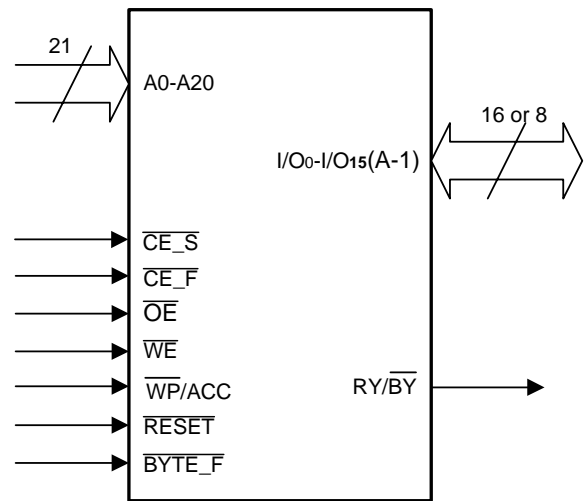 21
A0-A20
16 or 8
I/O0-I/O15(A-1)
CE_S
CE_F
OE
WE
WP/ACC
RY/BY
RESET
BYTE_F